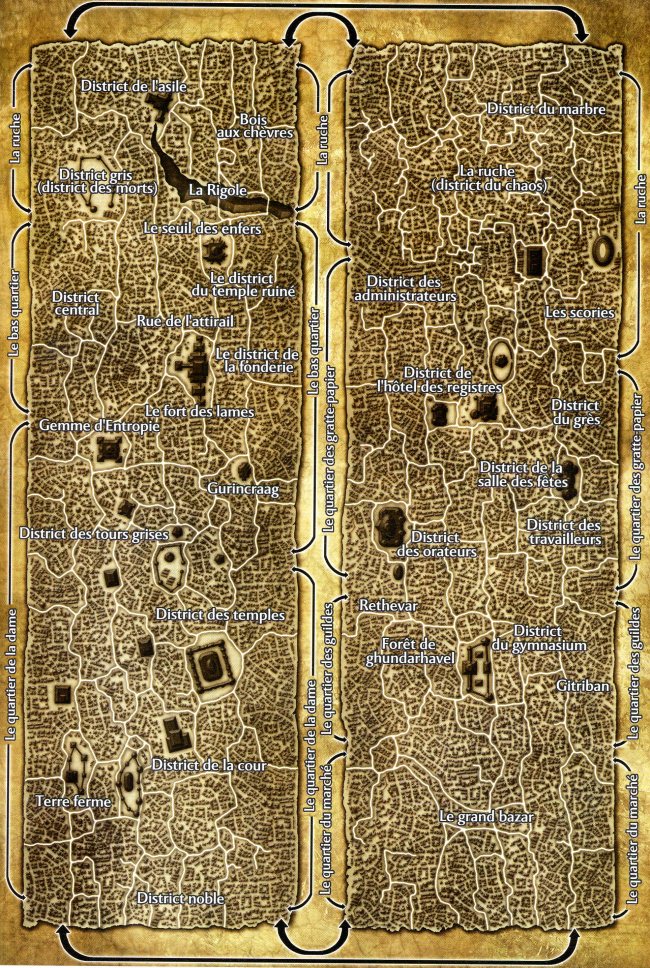 District de l'asile
Bois
aux chèvres
District gris
(district des morts)
La Rigole
Le seuil des enfers
Le district
du temple ruiné
District
central
Rue de l'attirail
Le district de
la fonderie
Le fort des lames
Gemme d'Entropie
Gurincraag
District des tours grises
District des temples
District de la cour
Terre ferme
District noble
La ruche
Le bas quartier
Le quartier de la dame
La ruche
Le bas quartier
Le quartier de la dame
La ruche
Le quartier des gratte-papier
Le quartier des guildes
Le quartier du marché
District du marbre
La ruche
(district du chaos)
District des
administrateurs
Les scories
District de
l'hôtel des registres
District
du grès
District de la
salle des fêtes
District des
travailleurs
District
des orateurs
Rethevar
Forêt de
ghundarhavel
District
du gymnasium
Gitriban
Le grand bazar
La ruche
Le quartier des gratte-papier
Le quartier des guildes
Le quartier du marché